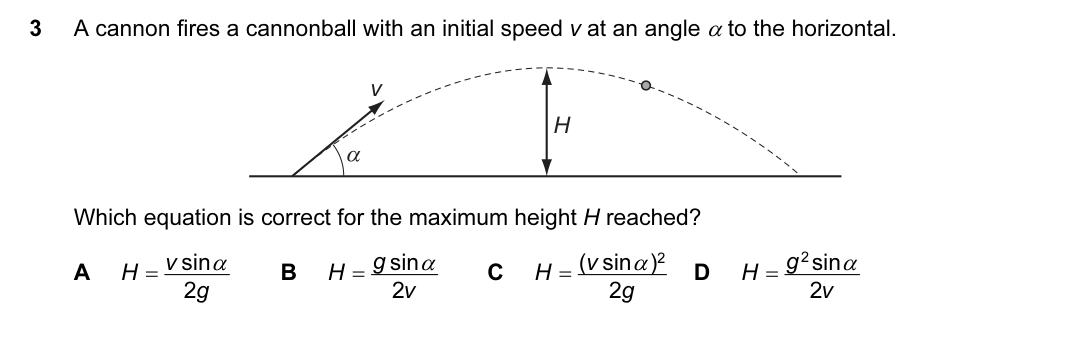 3 A cannon fires a cannonball with an initial speed v at an angle α to the horizontal.
v
H
α
Which equation is correct for the maximum height H reached?
A H = v sin α / 2g B H = g sin α / 2v C H = (v sin α)² / 2g D H = g² sin α / 2v